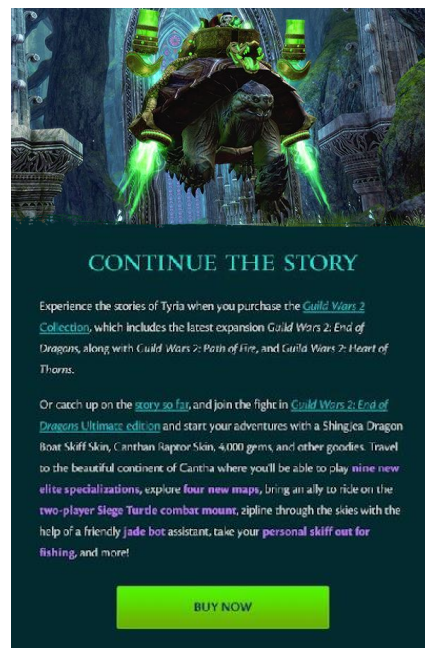 CONTINUE THE STORY
Experience the stories of Tyria when you purchase the Guild Wars 2
Collection, which includes the latest expansion Guild Wars 2: End of
Dragons, along with Guild Wars 2: Path of Fire, and Guild Wars 2: Heart of
Thorns.
Or catch up on the story so far, and join the fight in Guild Wars 2: End of
Dragons Ultimate edition and start your adventures with a Shing Jea Dragon
Boat Skiff Skin, Canthan Raptor Skin, 4,000 gems, and other goodies. Travel
to the beautiful continent of Cantha where you'll be able to play nine new
elite specializations, explore four new maps, bring an ally to ride on the
two-player Siege Turtle combat mount, zipline through the skies with the
help of a friendly jade bot assistant, take your personal skiff out for
fishing, and more!
BUY NOW